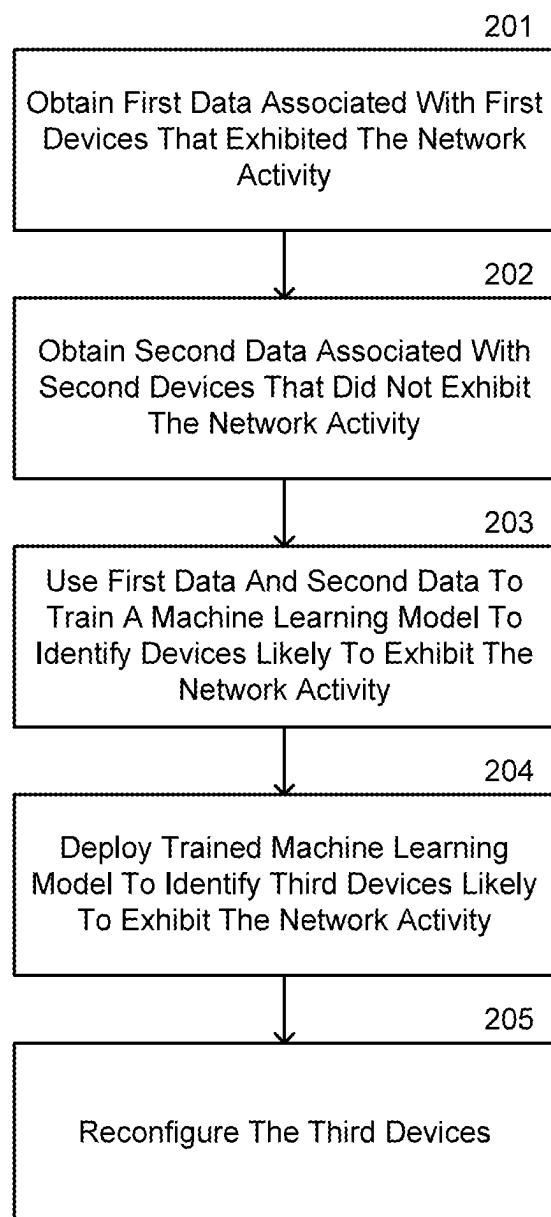 201
Obtain First Data Associated With First
Devices That Exhibited The Network
Activity
202
Obtain Second Data Associated With
Second Devices That Did Not Exhibit
The Network Activity
203
Use First Data And Second Data To
Train A Machine Learning Model To
Identify Devices Likely To Exhibit The
Network Activity
204
Deploy Trained Machine Learning
Model To Identify Third Devices Likely
To Exhibit The Network Activity
205
Reconfigure The Third Devices